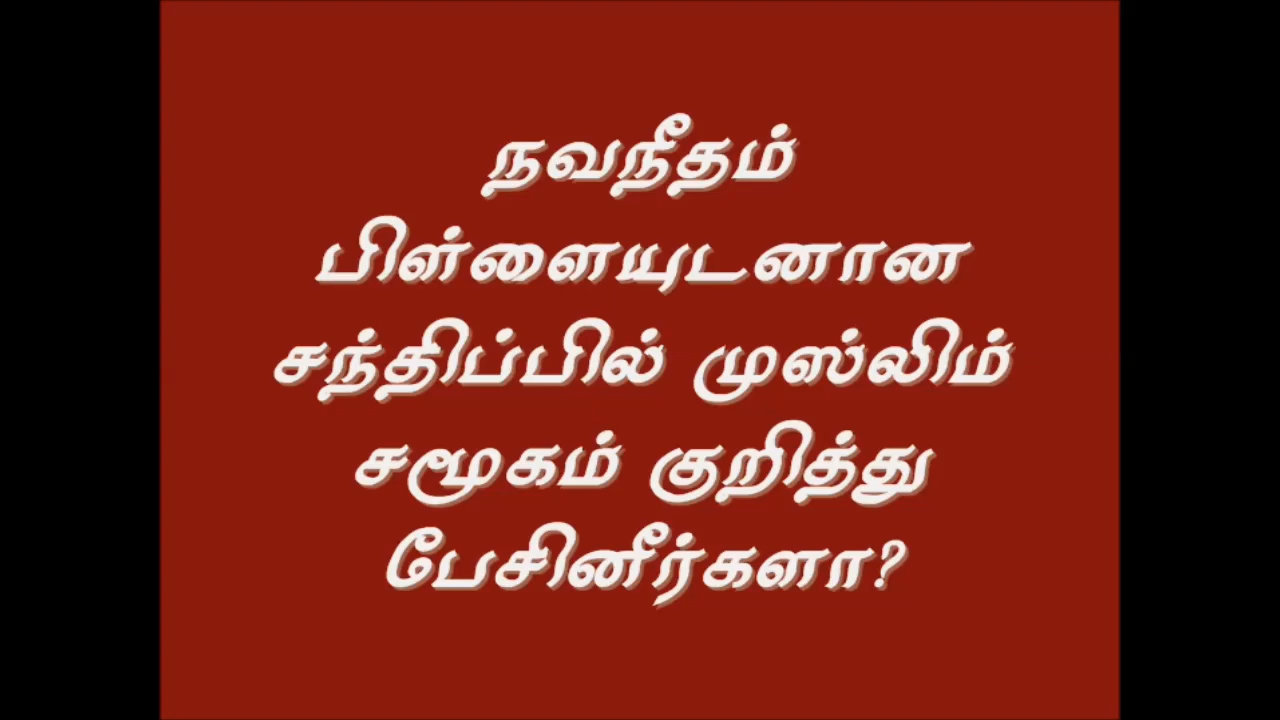 நவநீதம்
பிள்ளையுடனான
சந்திப்பில் முஸ்லிம்
சமூகம் குறித்து
பேசினீர்களா?